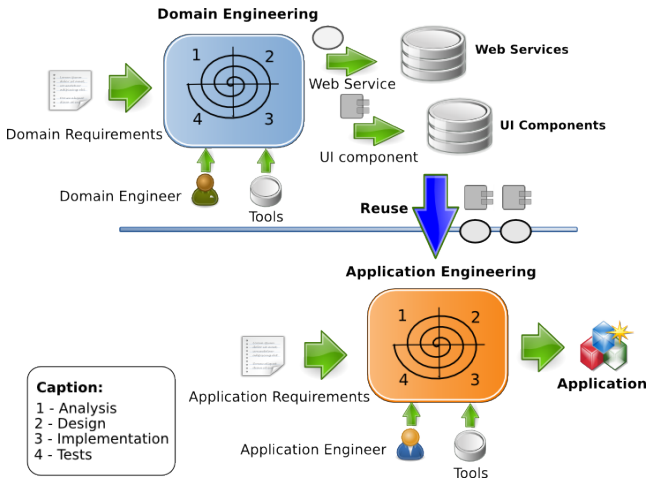 Domain Engineering
1 2
4 3
Domain Requirements
Web Service
Web Services
UI component
UI Components
Domain Engineer
Tools
Reuse
Application Engineering
1 2
4 3
Application Requirements
Application
Application Engineer
Tools
Caption:
1 - Analysis
2 - Design
3 - Implementation
4 - Tests